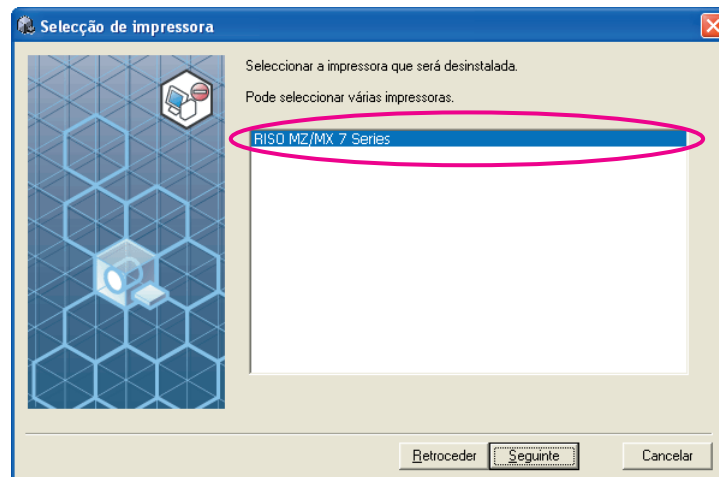 Selecção de impressora
Seleccionar a impressora que será desinstalada.
Pode seleccionar várias impressoras.
RISO MZ/MX 7 Series
Retroceder Seguinte Cancelar